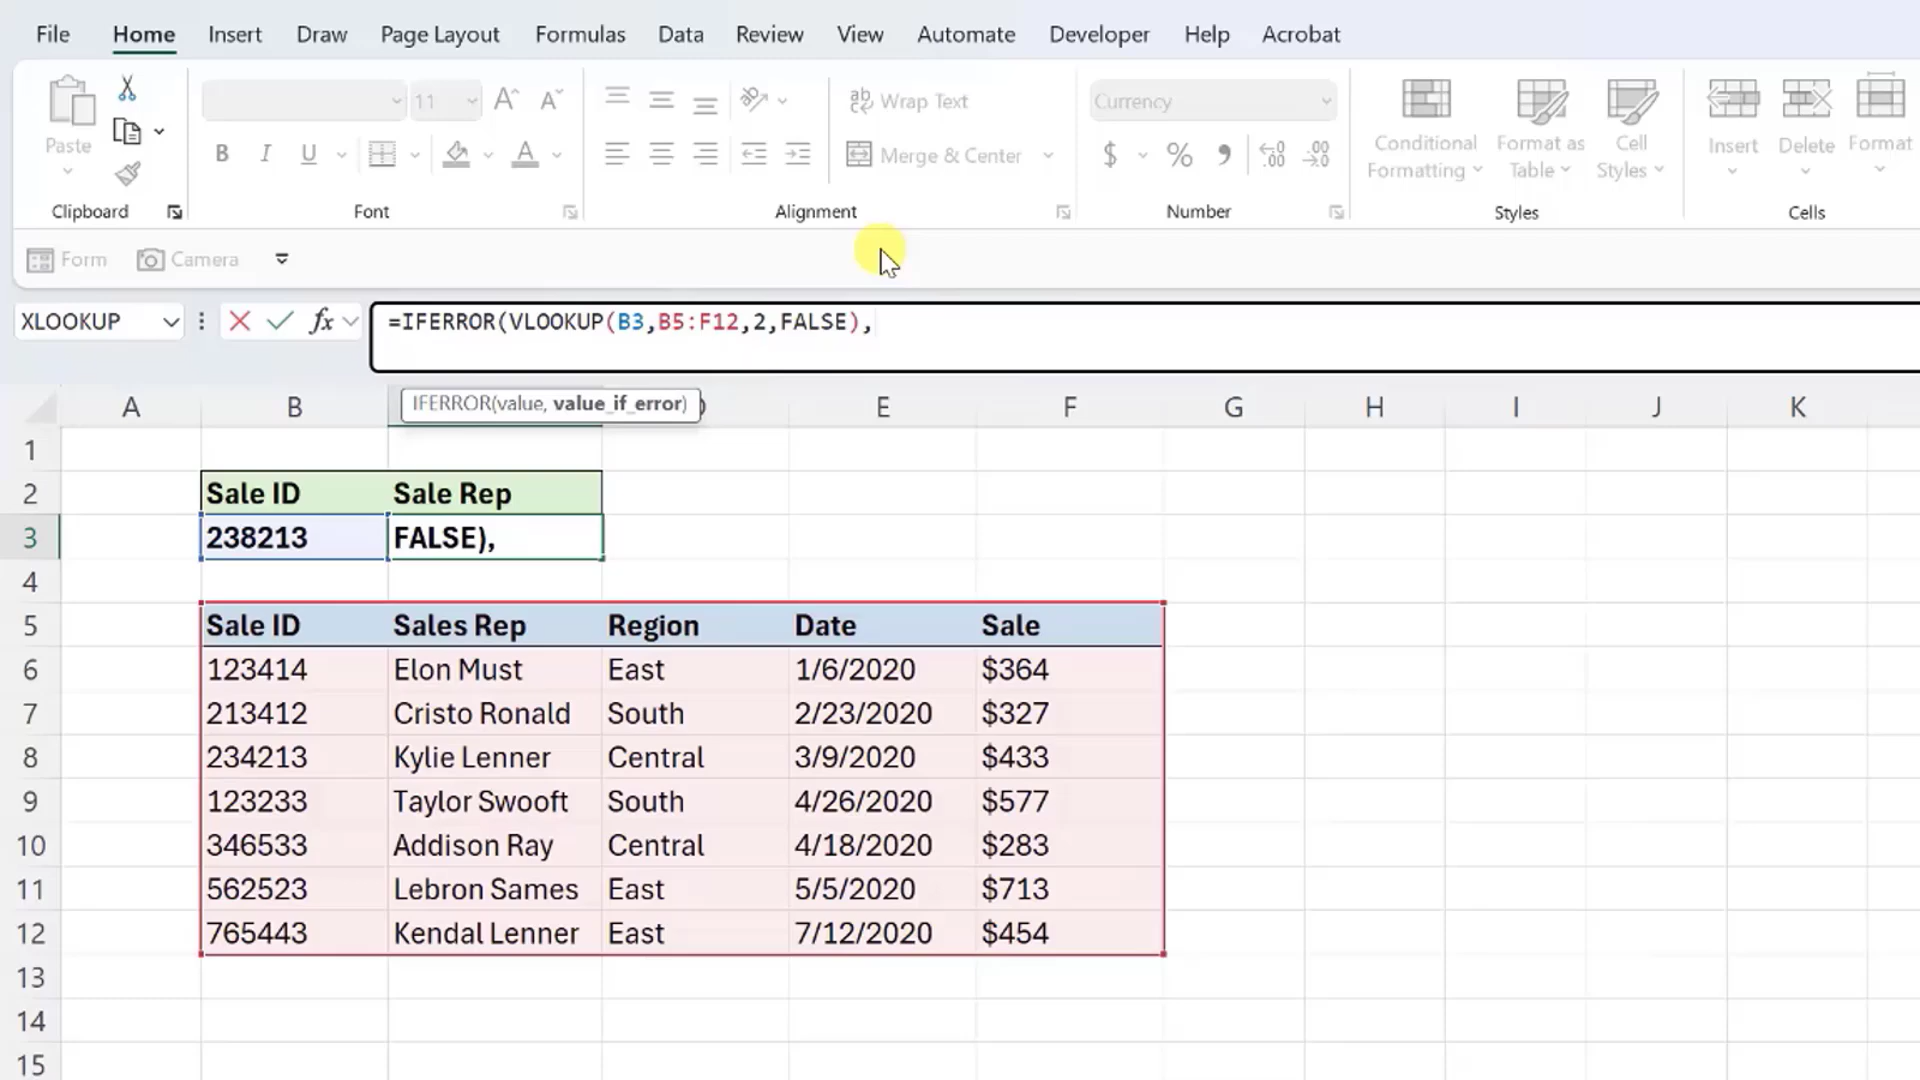 File Home Insert Draw Page Layout Formulas Data Review View Automate Developer Help Acrobat
Paste
11
B I U
ab Wrap Text
Merge & Center
Currency
$ % 9 .00 .00
Conditional Formatting
Format as Table
Cell Styles
Insert Delete Format
Clipboard Font Alignment Number Styles Cells
Form Camera
XLOOKUP fx =IFERROR(VLOOKUP(B3,B5:F12,2,FALSE),
IFERROR(value, value_if_error)
A B E F G H I J K
1
2 Sale ID Sale Rep
3 238213 FALSE),
4
5 Sale ID Sales Rep Region Date Sale
6 123414 Elon Must East 1/6/2020 $364
7 213412 Cristo Ronald South 2/23/2020 $327
8 234213 Kylie Lenner Central 3/9/2020 $433
9 123233 Taylor Swooft South 4/26/2020 $577
10 346533 Addison Ray Central 4/18/2020 $283
11 562523 Lebron Sames East 5/5/2020 $713
12 765443 Kendal Lenner East 7/12/2020 $454
13
14
15